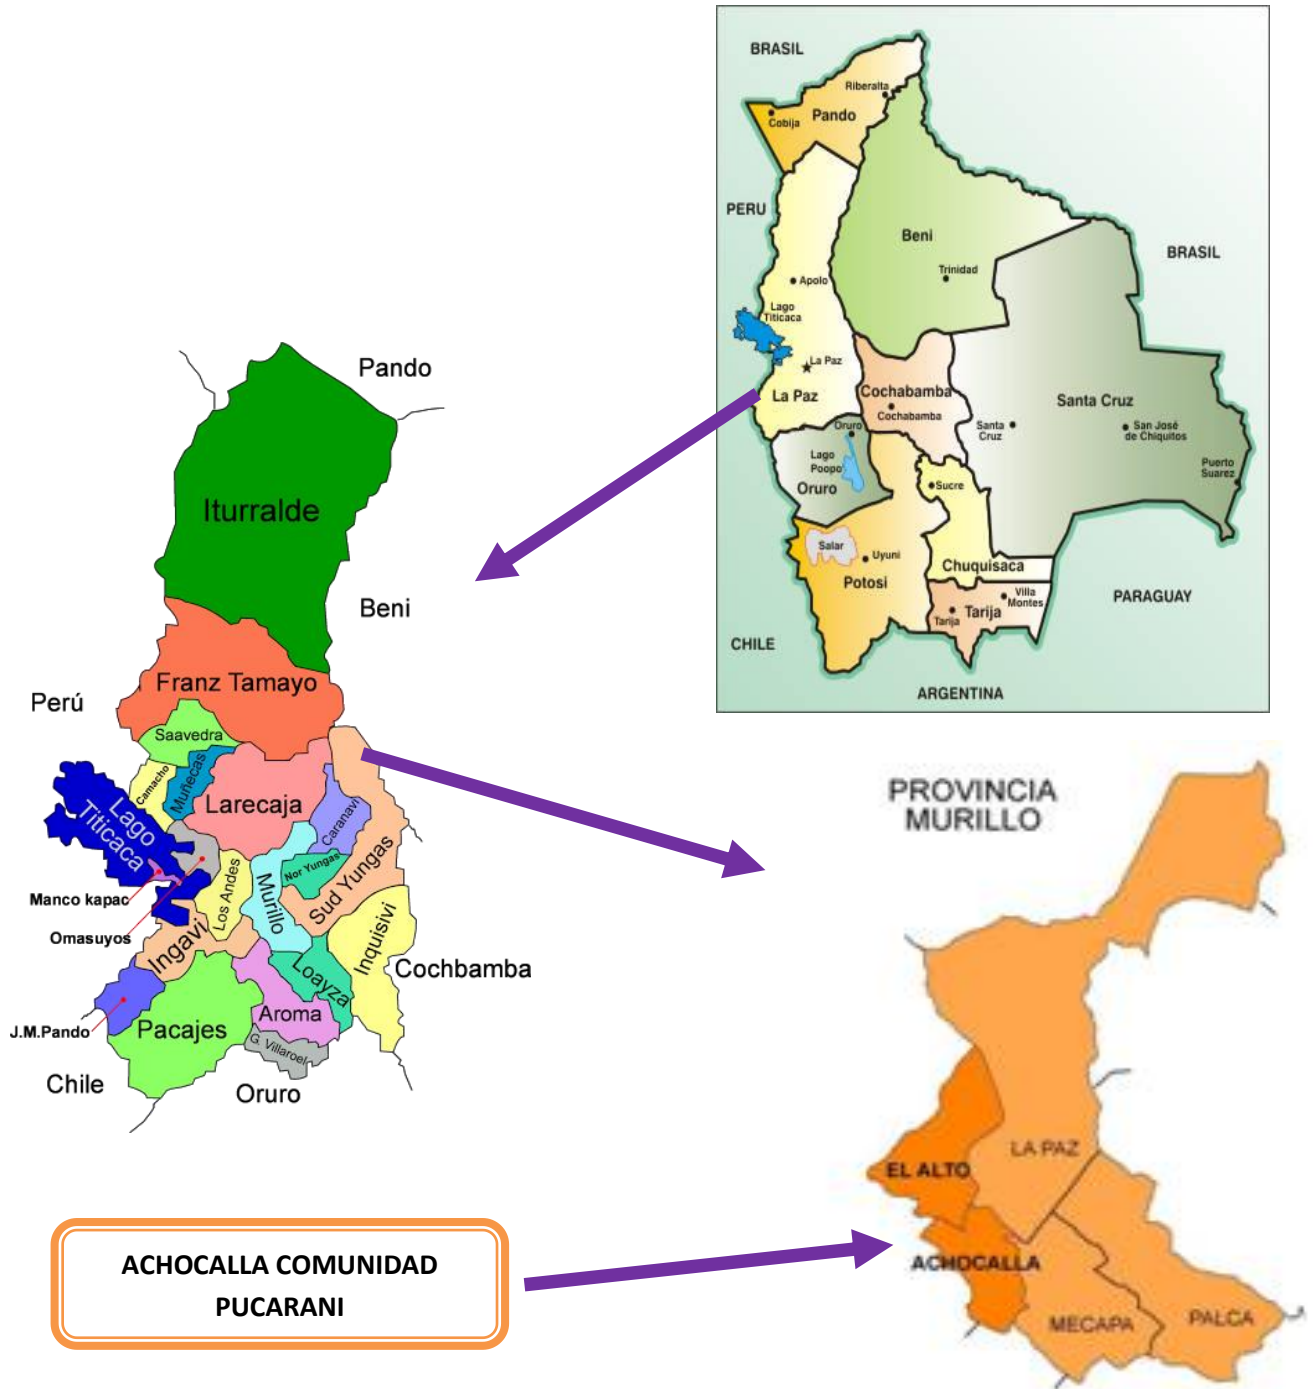 BRASIL
Riberalta
Cobija
Pando
PERU
Beni
BRASIL
Trinidad
Apolo
Lago
Titicaca
La Paz
La Paz
Cochabamba
Cochabamba
Santa Cruz
Santa
Cruz
San José
de Chiquitos
Puerto
Suarez
Oruro
Lago
Poopo
Oruro
Sucre
Salar
Uyuni
Potosi
Chuquisaca
Villa
Montes
Tarija
Tarija
PARAGUAY
CHILE
ARGENTINA
Pando
Iturralde
Beni
Franz Tamayo
Perú
Saavedra
Camacho
Muñecas
Larecaja
Caranavi
Lago
Titicaca
Nor Yungas
Sud Yungas
Murillo
Los Andes
Manco kapac
Omasuyos
Ingavi
Inquisivi
Loayza
Cochbamba
Aroma
J.M.Pando
Pacajes
G. Villaroel
Chile
Oruro
PROVINCIA
MURILLO
LA PAZ
EL ALTO
ACHOCALLA
MECAPA
PALCA
ACHOCALLA COMUNIDAD
PUCARANI